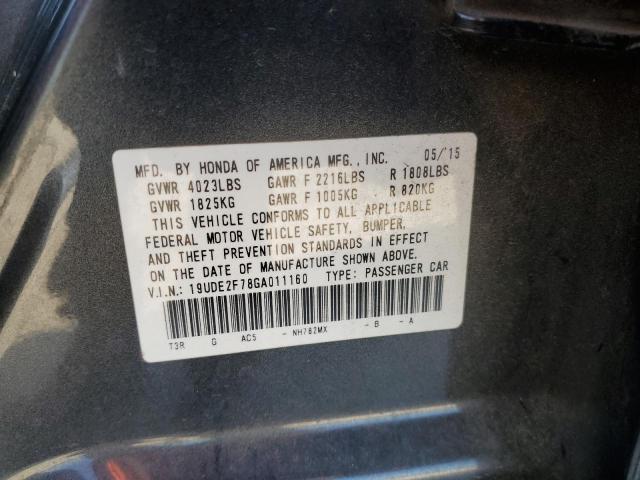 MFD. BY HONDA OF AMERICA MFG., INC. 05/'15
GVWR 4023LBS GAWR F 2216LBS R 1808LBS
GVWR 1825KG GAWR F 1005KG R 820KG
THIS VEHICLE CONFORMS TO ALL APPLICABLE
FEDERAL MOTOR VEHICLE SAFETY, BUMPER,
AND THEFT PREVENTION STANDARDS IN EFFECT
ON THE DATE OF MANUFACTURE SHOWN ABOVE.
V.I.N.: 19UDE2F78GA011160 TYPE: PASSENGER CAR
T3R G AC5 - NH782MX - B - A